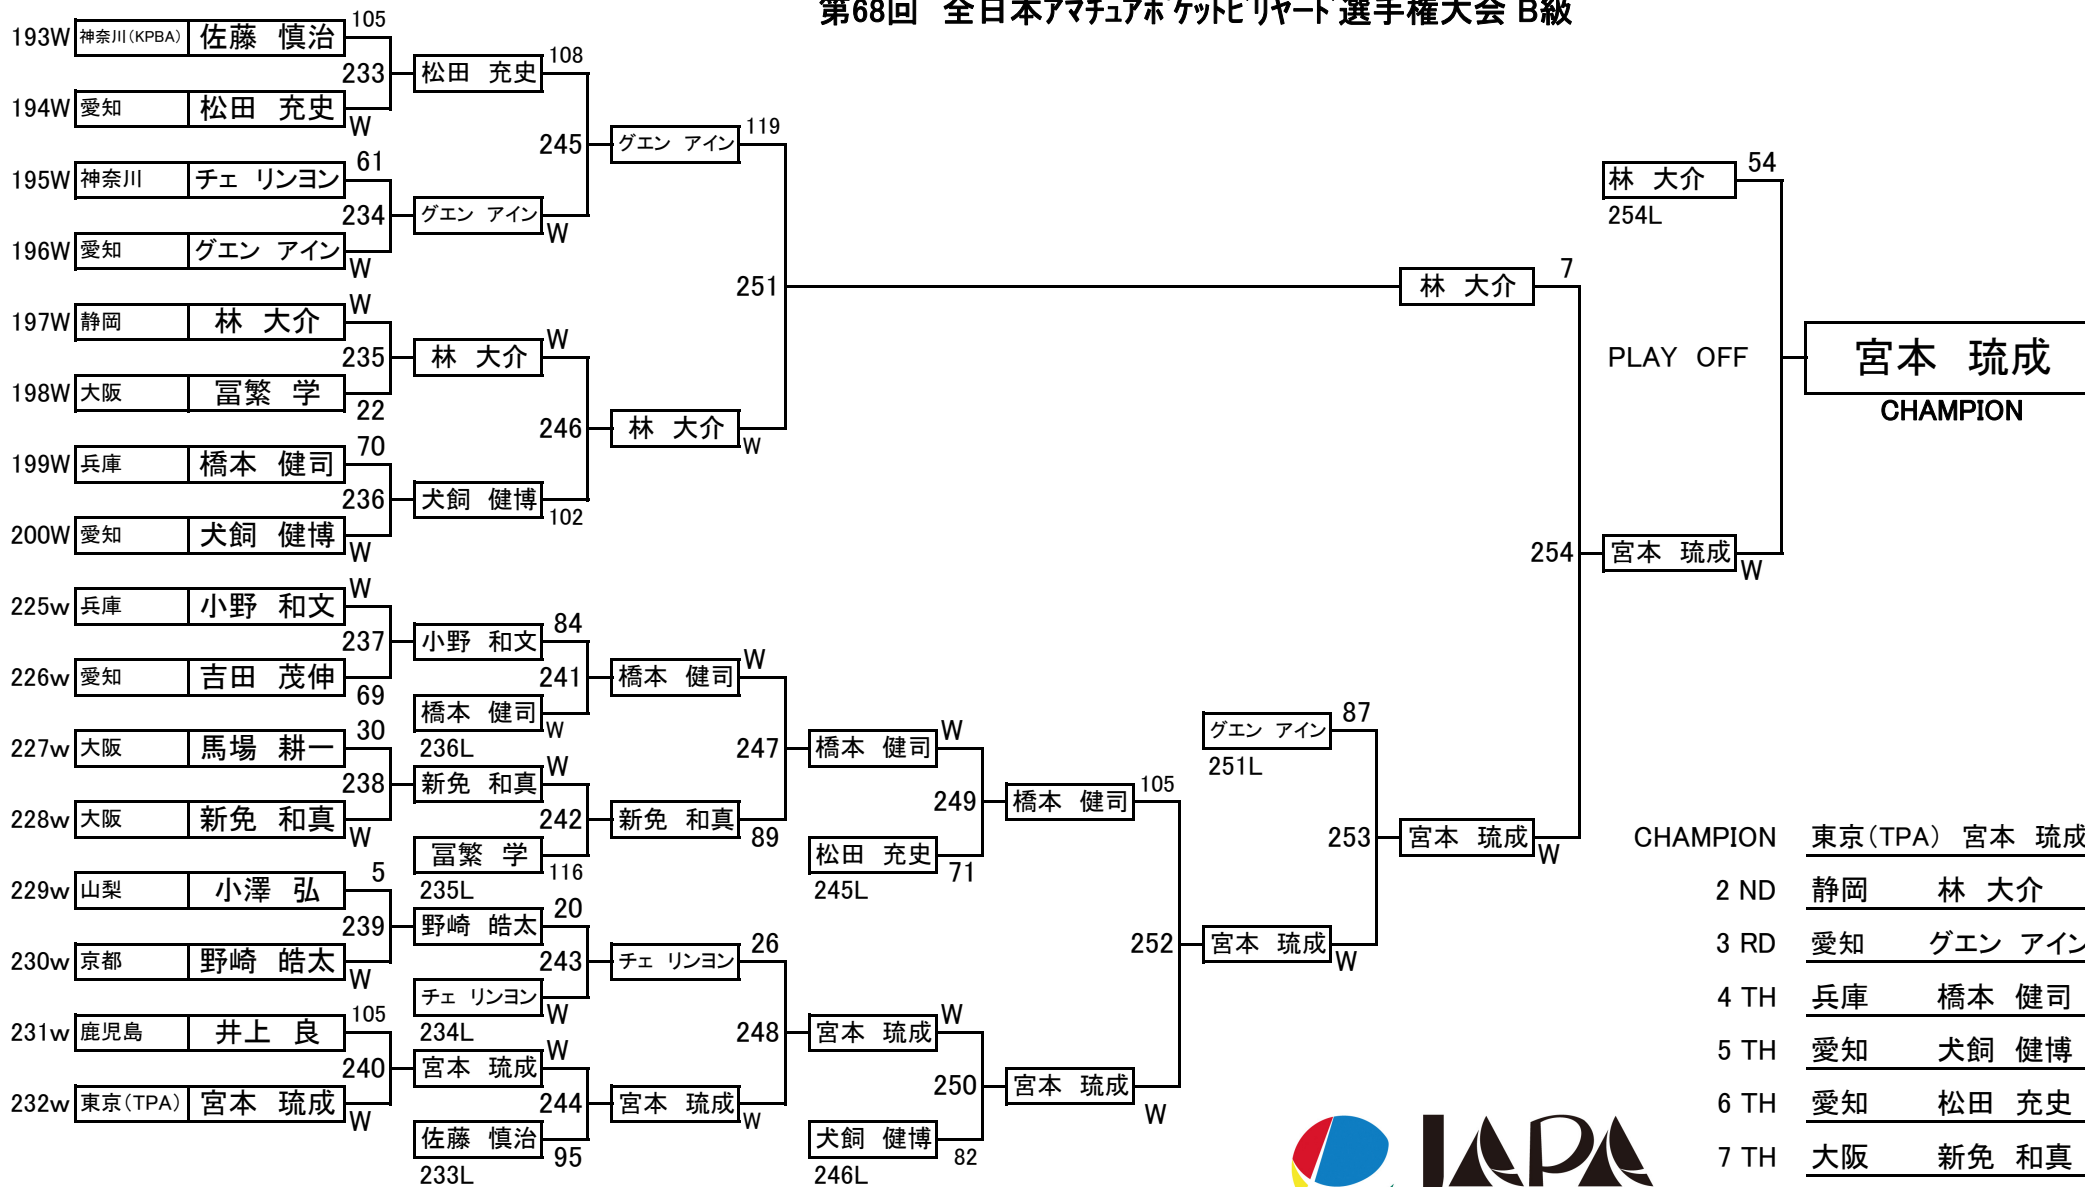 第68回 全日本アマチュアポケットビリヤード選手権大会 B級
193W 神奈川(KPBA) 佐藤 慎治 105
233 松田 充史 108
194W 愛知 松田 充史 W
245 グエン アイン 119
195W 神奈川 チェ リンヨン 61
234 グエン アイン W
196W 愛知 グエン アイン W
251 林 大介 7
197W 静岡 林 大介 W
235 林 大介 W
198W 大阪 冨繁 学 22
246 林 大介 W
199W 兵庫 橋本 健司 70
236 犬飼 健博 102
200W 愛知 犬飼 健博 W
林 大介 54
254L
PLAY OFF
宮本 琉成
CHAMPION
254 宮本 琉成 W
225w 兵庫 小野 和文 W
237 小野 和文 84
226w 愛知 吉田 茂伸 69
241 橋本 健司 W
橋本 健司 W
236L
227w 大阪 馬場 耕一 30
238 新免 和真 W
228w 大阪 新免 和真 W
242 新免 和真 89
冨繁 学 116
235L
247 橋本 健司 W
249 橋本 健司 105
松田 充史 71
245L
229w 山梨 小澤 弘 5
239 野崎 皓太 20
230w 京都 野崎 皓太 W
243 チェ リンヨン 26
チェ リンヨン W
234L
231w 鹿児島 井上 良 105
240 宮本 琉成 W
232w 東京(TPA) 宮本 琉成 W
244 宮本 琉成 W
佐藤 慎治 95
233L
248 宮本 琉成 W
250 宮本 琉成 W
犬飼 健博 82
246L
252 宮本 琉成 W
グエン アイン 87
251L
253 宮本 琉成 W
CHAMPION 東京(TPA) 宮本 琉成
2 ND 静岡 林 大介
3 RD 愛知 グエン アイン
4 TH 兵庫 橋本 健司
5 TH 愛知 犬飼 健博
6 TH 愛知 松田 充史
7 TH 大阪 新免 和真
JAPA